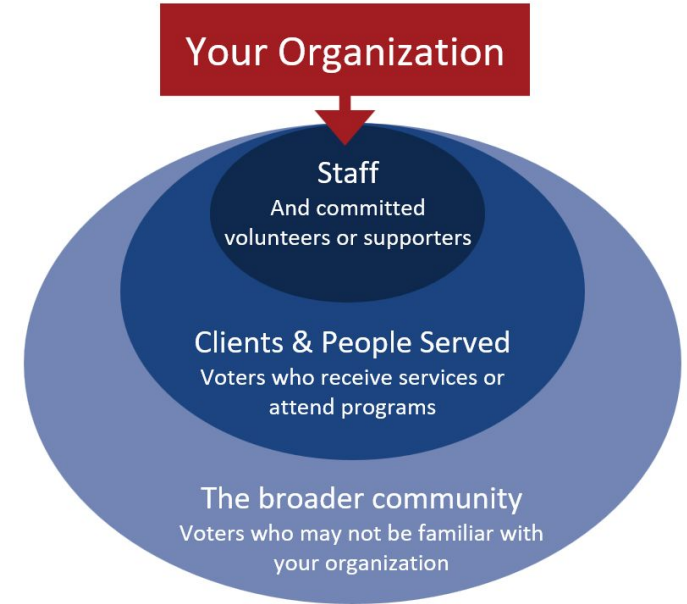 Your Organization
Staff
And committed
volunteers or supporters
Clients & People Served
Voters who receive services or
attend programs
The broader community
Voters who may not be familiar with
your organization